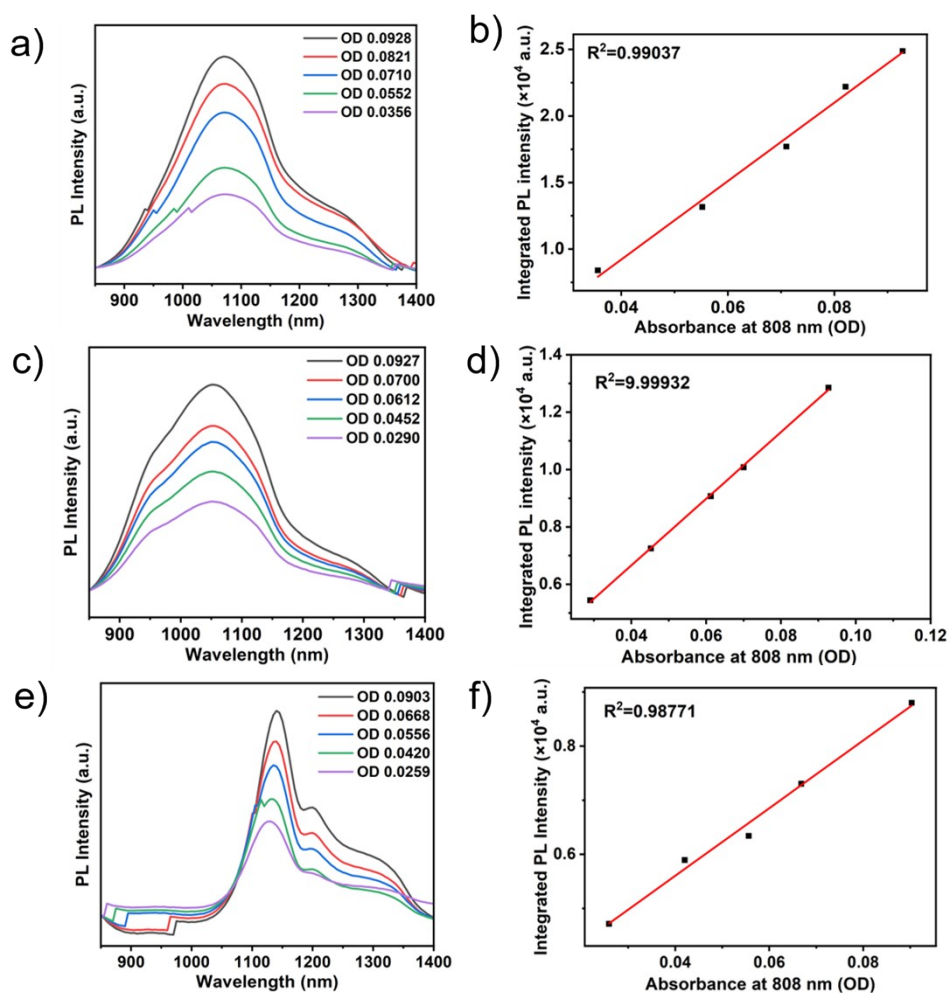 a)
OD 0.0928
OD 0.0821
OD 0.0710
OD 0.0552
OD 0.0356
PL Intensity (a.u.)
900 1000 1100 1200 1300 1400
Wavelength (nm)
b)
R²=0.99037
Integrated PL intensity (×10⁴ a.u.)
2.5
2.0
1.5
1.0
0.04 0.06 0.08
Absorbance at 808 nm (OD)
c)
OD 0.0927
OD 0.0700
OD 0.0612
OD 0.0452
OD 0.0290
PL Intensity (a.u.)
900 1000 1100 1200 1300 1400
Wavelength (nm)
d)
R²=9.99932
Integrated PL intensity (×10⁴ a.u.)
1.4
1.2
1.0
0.8
0.6
0.04 0.06 0.08 0.10 0.12
Absorbance at 808 nm (OD)
e)
OD 0.0903
OD 0.0668
OD 0.0556
OD 0.0420
OD 0.0259
PL Intensity (a.u.)
900 1000 1100 1200 1300 1400
Wavelength (nm)
f)
R²=0.98771
Integrated PL Intensity (×10⁴ a.u.)
0.8
0.6
0.04 0.06 0.08
Absorbance at 808 nm (OD)